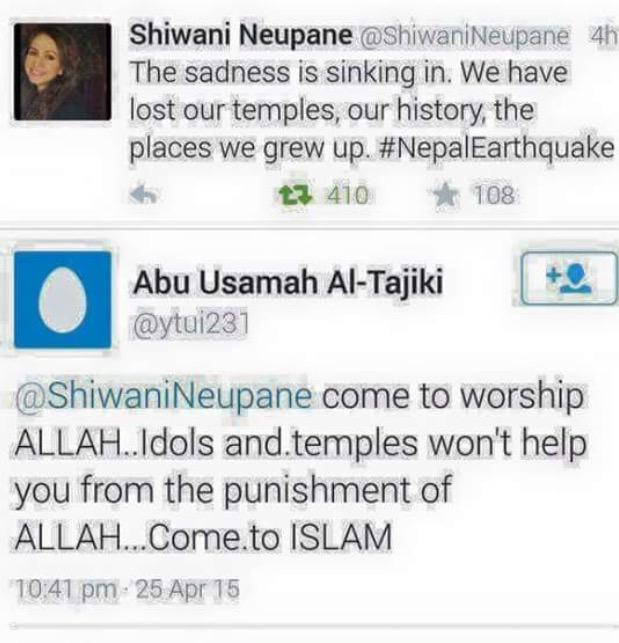 Shiwani Neupane @ShiwaniNeupane 4h
The sadness is sinking in. We have
lost our temples, our history, the
places we grew up. #NepalEarthquake
410 108
Abu Usamah Al-Tajiki
@ytui231
@ShiwaniNeupane come to worship
ALLAH..Idols and.temples won't help
you from the punishment of
ALLAH...Come.to ISLAM
10:41 pm · 25 Apr 15